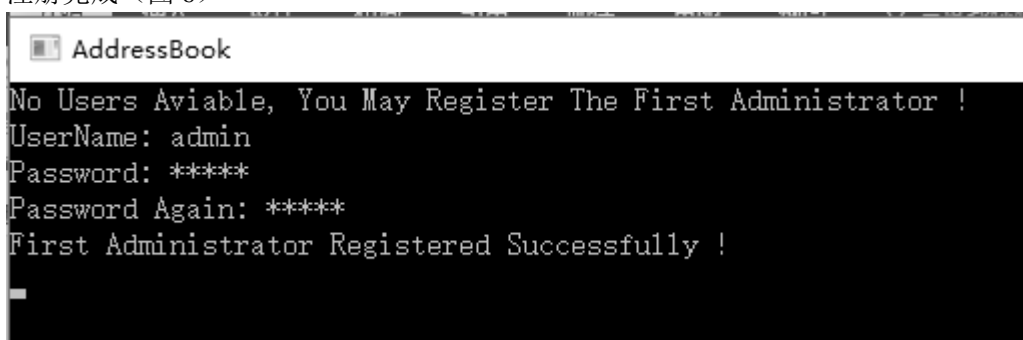 AddressBook
No Users Aviable, You May Register The First Administrator !
UserName: admin
Password: *****
Password Again: *****
First Administrator Registered Successfully !